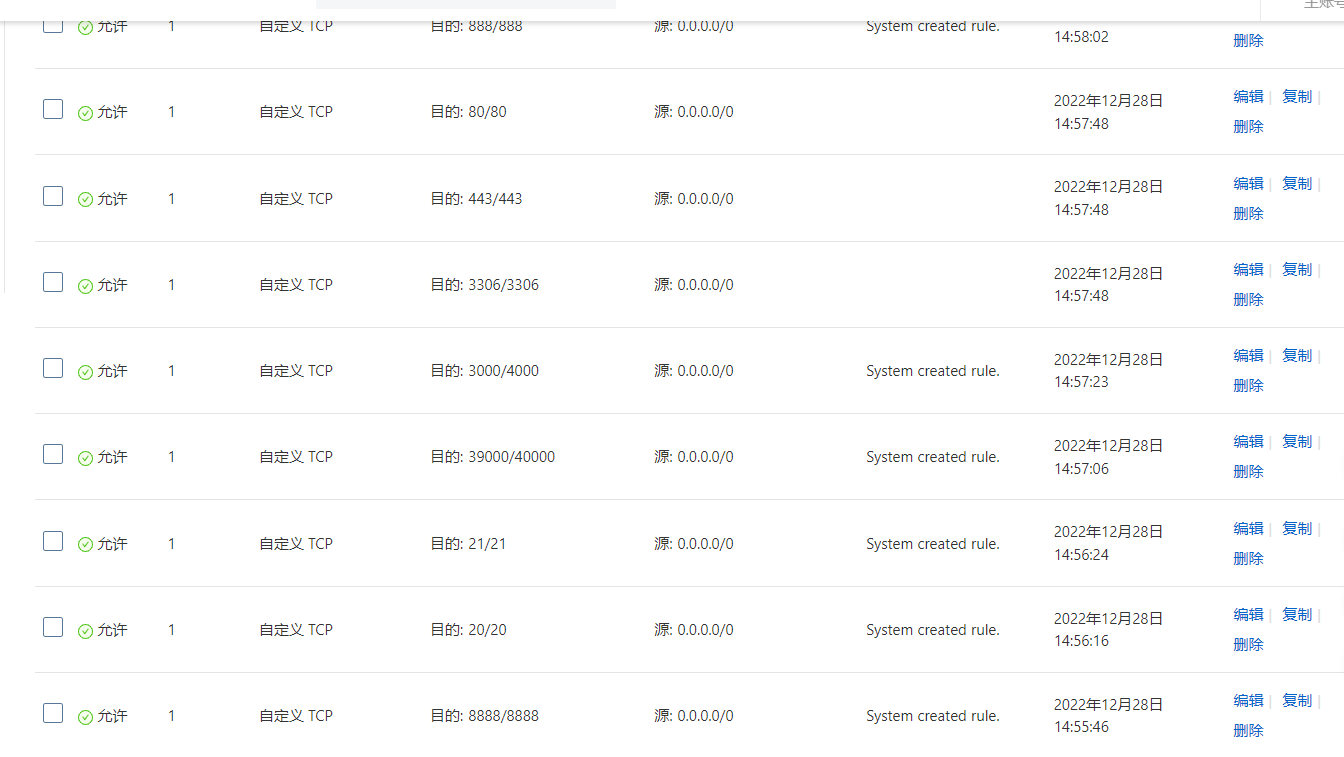 主账号
允许 自定义 TCP 目的: 888/888 源: 0.0.0.0/0 System created rule. 14:58:02 删除
允许 1 自定义 TCP 目的: 80/80 源: 0.0.0.0/0 2022年12月28日 14:57:48 编辑 | 复制 | 删除
允许 1 自定义 TCP 目的: 443/443 源: 0.0.0.0/0 2022年12月28日 14:57:48 编辑 | 复制 | 删除
允许 1 自定义 TCP 目的: 3306/3306 源: 0.0.0.0/0 2022年12月28日 14:57:48 编辑 | 复制 | 删除
允许 1 自定义 TCP 目的: 3000/4000 源: 0.0.0.0/0 System created rule. 2022年12月28日 14:57:23 编辑 | 复制 | 删除
允许 1 自定义 TCP 目的: 39000/40000 源: 0.0.0.0/0 System created rule. 2022年12月28日 14:57:06 编辑 | 复制 | 删除
允许 1 自定义 TCP 目的: 21/21 源: 0.0.0.0/0 System created rule. 2022年12月28日 14:56:24 编辑 | 复制 | 删除
允许 1 自定义 TCP 目的: 20/20 源: 0.0.0.0/0 System created rule. 2022年12月28日 14:56:16 编辑 | 复制 | 删除
允许 1 自定义 TCP 目的: 8888/8888 源: 0.0.0.0/0 System created rule. 2022年12月28日 14:55:46 编辑 | 复制 | 删除